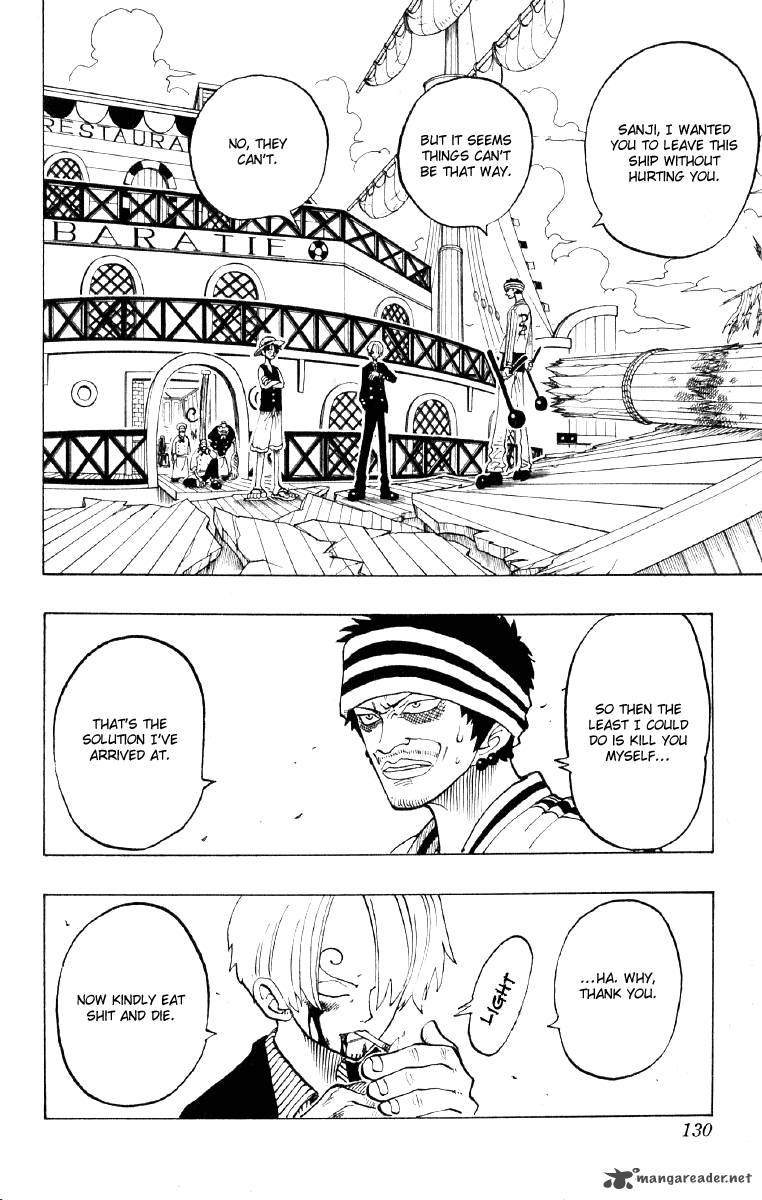 SANJI, I WANTED
YOU TO LEAVE THIS
SHIP WITHOUT
HURTING YOU.
BUT IT SEEMS
THINGS CAN'T
BE THAT WAY.
NO, THEY
CAN'T.
RESTAURA
BARATIE
SO THEN THE
LEAST I COULD
DO IS KILL YOU
MYSELF...
THAT'S THE
SOLUTION I'VE
ARRIVED AT.
...HA. WHY,
THANK YOU.
LIGHT
NOW KINDLY EAT
SHIT AND DIE.
130
mangareader.net